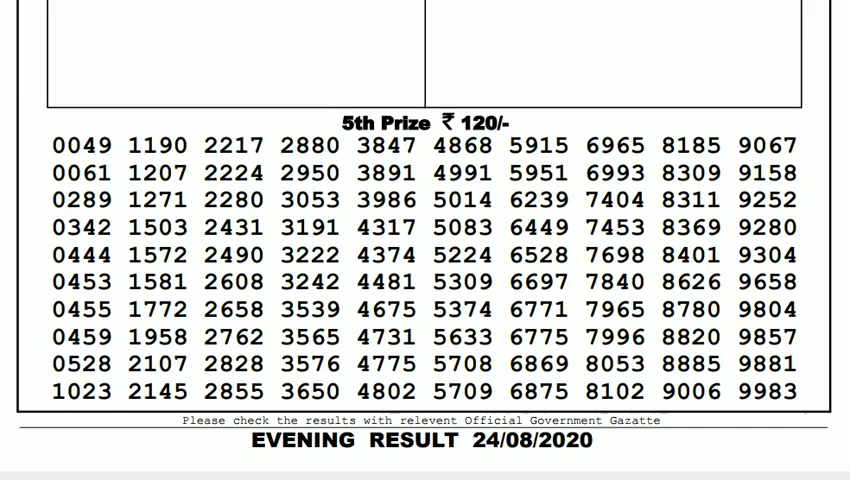 5th Prize ₹ 120/-
0049 1190 2217 2880 3847 4868 5915 6965 8185 9067
0061 1207 2224 2950 3891 4991 5951 6993 8309 9158
0289 1271 2280 3053 3986 5014 6239 7404 8311 9252
0342 1503 2431 3191 4317 5083 6449 7453 8369 9280
0444 1572 2490 3222 4374 5224 6528 7698 8401 9304
0453 1581 2608 3242 4481 5309 6697 7840 8626 9658
0455 1772 2658 3539 4675 5374 6771 7965 8780 9804
0459 1958 2762 3565 4731 5633 6775 7996 8820 9857
0528 2107 2828 3576 4775 5708 6869 8053 8885 9881
1023 2145 2855 3650 4802 5709 6875 8102 9006 9983
Please check the results with relevent Official Government Gazatte
EVENING RESULT 24/08/2020